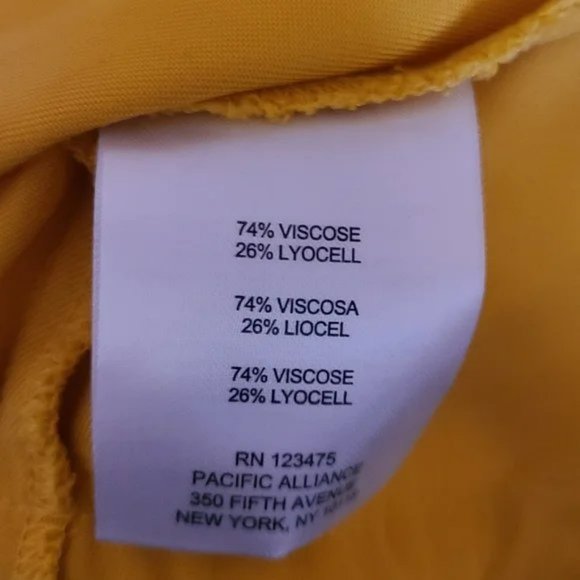 74% VISCOSE
26% LYOCELL
74% VISCOSA
26% LIOCEL
74% VISCOSE
26% LYOCELL
RN 123475
PACIFIC ALLIANCE
350 FIFTH AVENUE
NEW YORK, NY